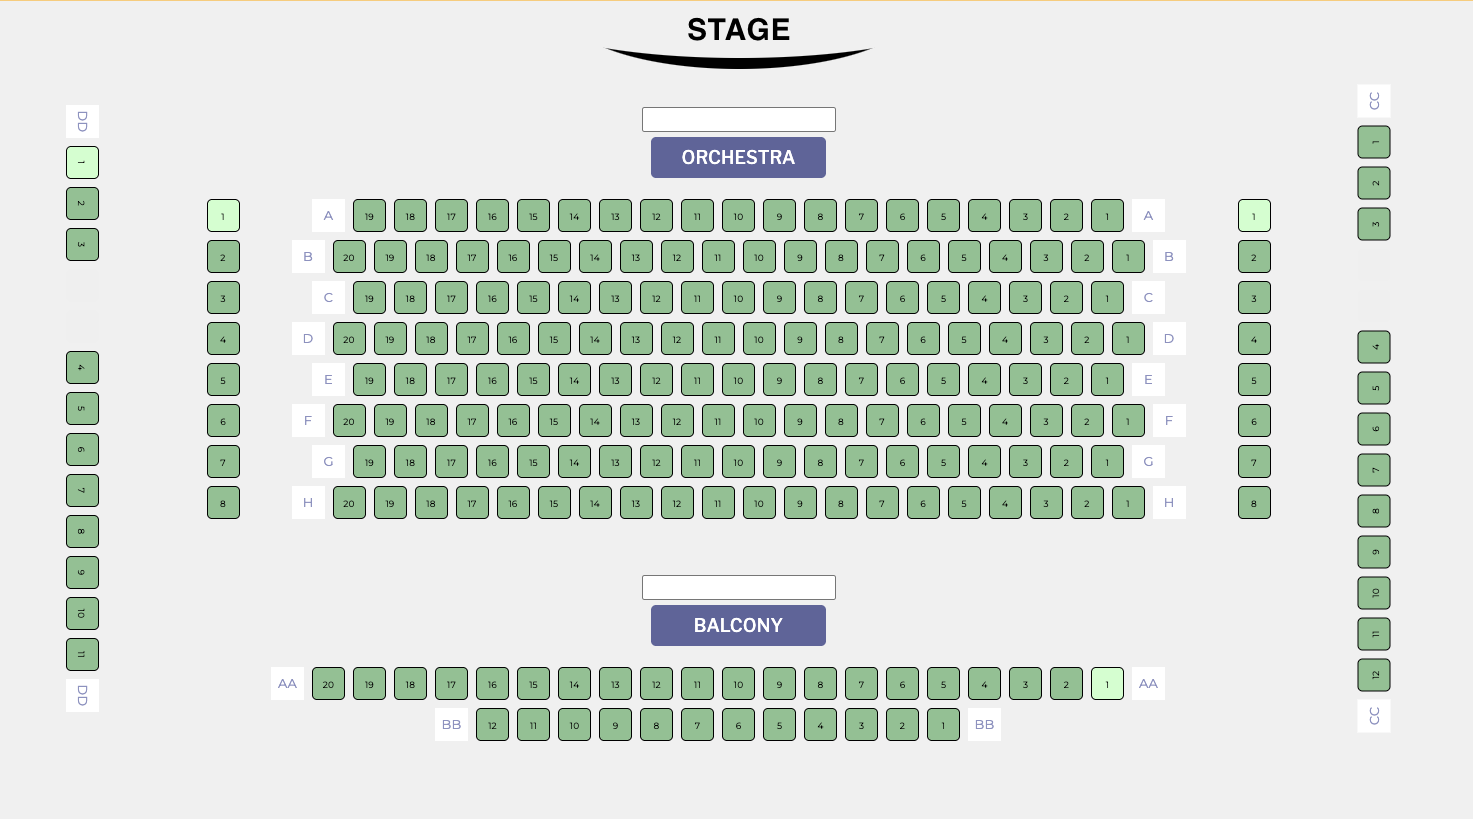 STAGE
ORCHESTRA
A 19 18 17 16 15 14 13 12 11 10 9 8 7 6 5 4 3 2 1 A
B 20 19 18 17 16 15 14 13 12 11 10 9 8 7 6 5 4 3 2 1 B
C 19 18 17 16 15 14 13 12 11 10 9 8 7 6 5 4 3 2 1 C
D 20 19 18 17 16 15 14 13 12 11 10 9 8 7 6 5 4 3 2 1 D
E 19 18 17 16 15 14 13 12 11 10 9 8 7 6 5 4 3 2 1 E
F 20 19 18 17 16 15 14 13 12 11 10 9 8 7 6 5 4 3 2 1 F
G 19 18 17 16 15 14 13 12 11 10 9 8 7 6 5 4 3 2 1 G
H 20 19 18 17 16 15 14 13 12 11 10 9 8 7 6 5 4 3 2 1 H
1
2
3
4
5
6
7
8
1
2
3
4
5
6
7
8
DD 1 2 3 4 5 6 7 8 9 10 11 DD
CC 1 2 3 4 5 6 7 8 9 10 11 12 CC
BALCONY
AA 20 19 18 17 16 15 14 13 12 11 10 9 8 7 6 5 4 3 2 1 AA
BB 12 11 10 9 8 7 6 5 4 3 2 1 BB